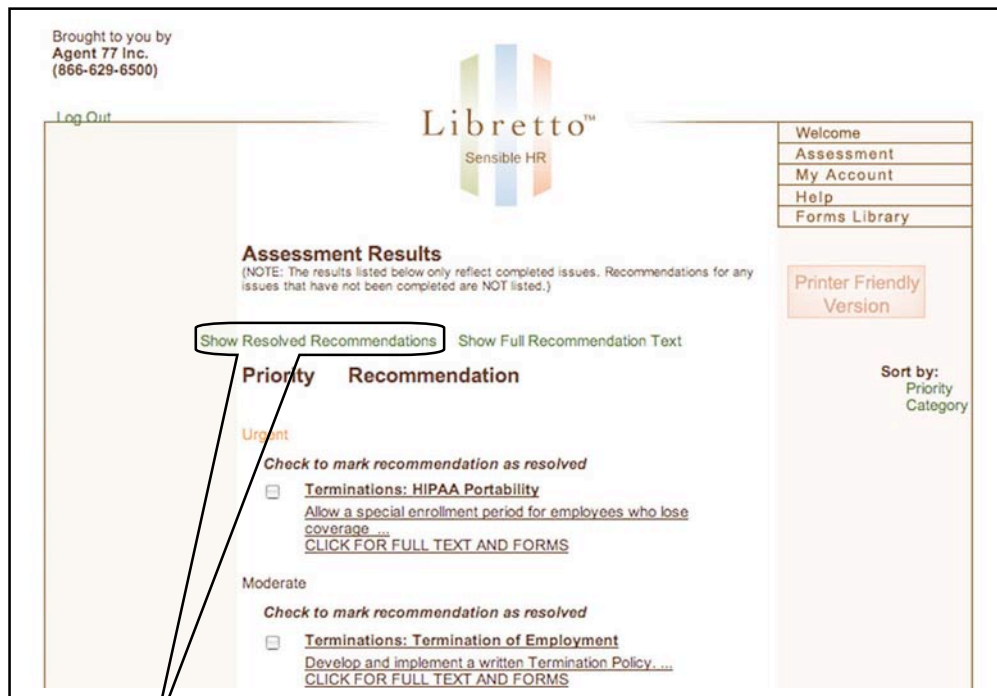 Brought to you by
Agent 77 Inc.
(866-629-6500)
Log Out
Libretto™
Sensible HR
Welcome
Assessment
My Account
Help
Forms Library
Assessment Results
(NOTE: The results listed below only reflect completed issues. Recommendations for any
issues that have not been completed are NOT listed.)
Printer Friendly
Version
Show Resolved Recommendations Show Full Recommendation Text
Priority Recommendation
Sort by:
Priority
Category
Urgent
Check to mark recommendation as resolved
Terminations: HIPAA Portability
Allow a special enrollment period for employees who lose
coverage ...
CLICK FOR FULL TEXT AND FORMS
Moderate
Check to mark recommendation as resolved
Terminations: Termination of Employment
Develop and implement a written Termination Policy. ...
CLICK FOR FULL TEXT AND FORMS